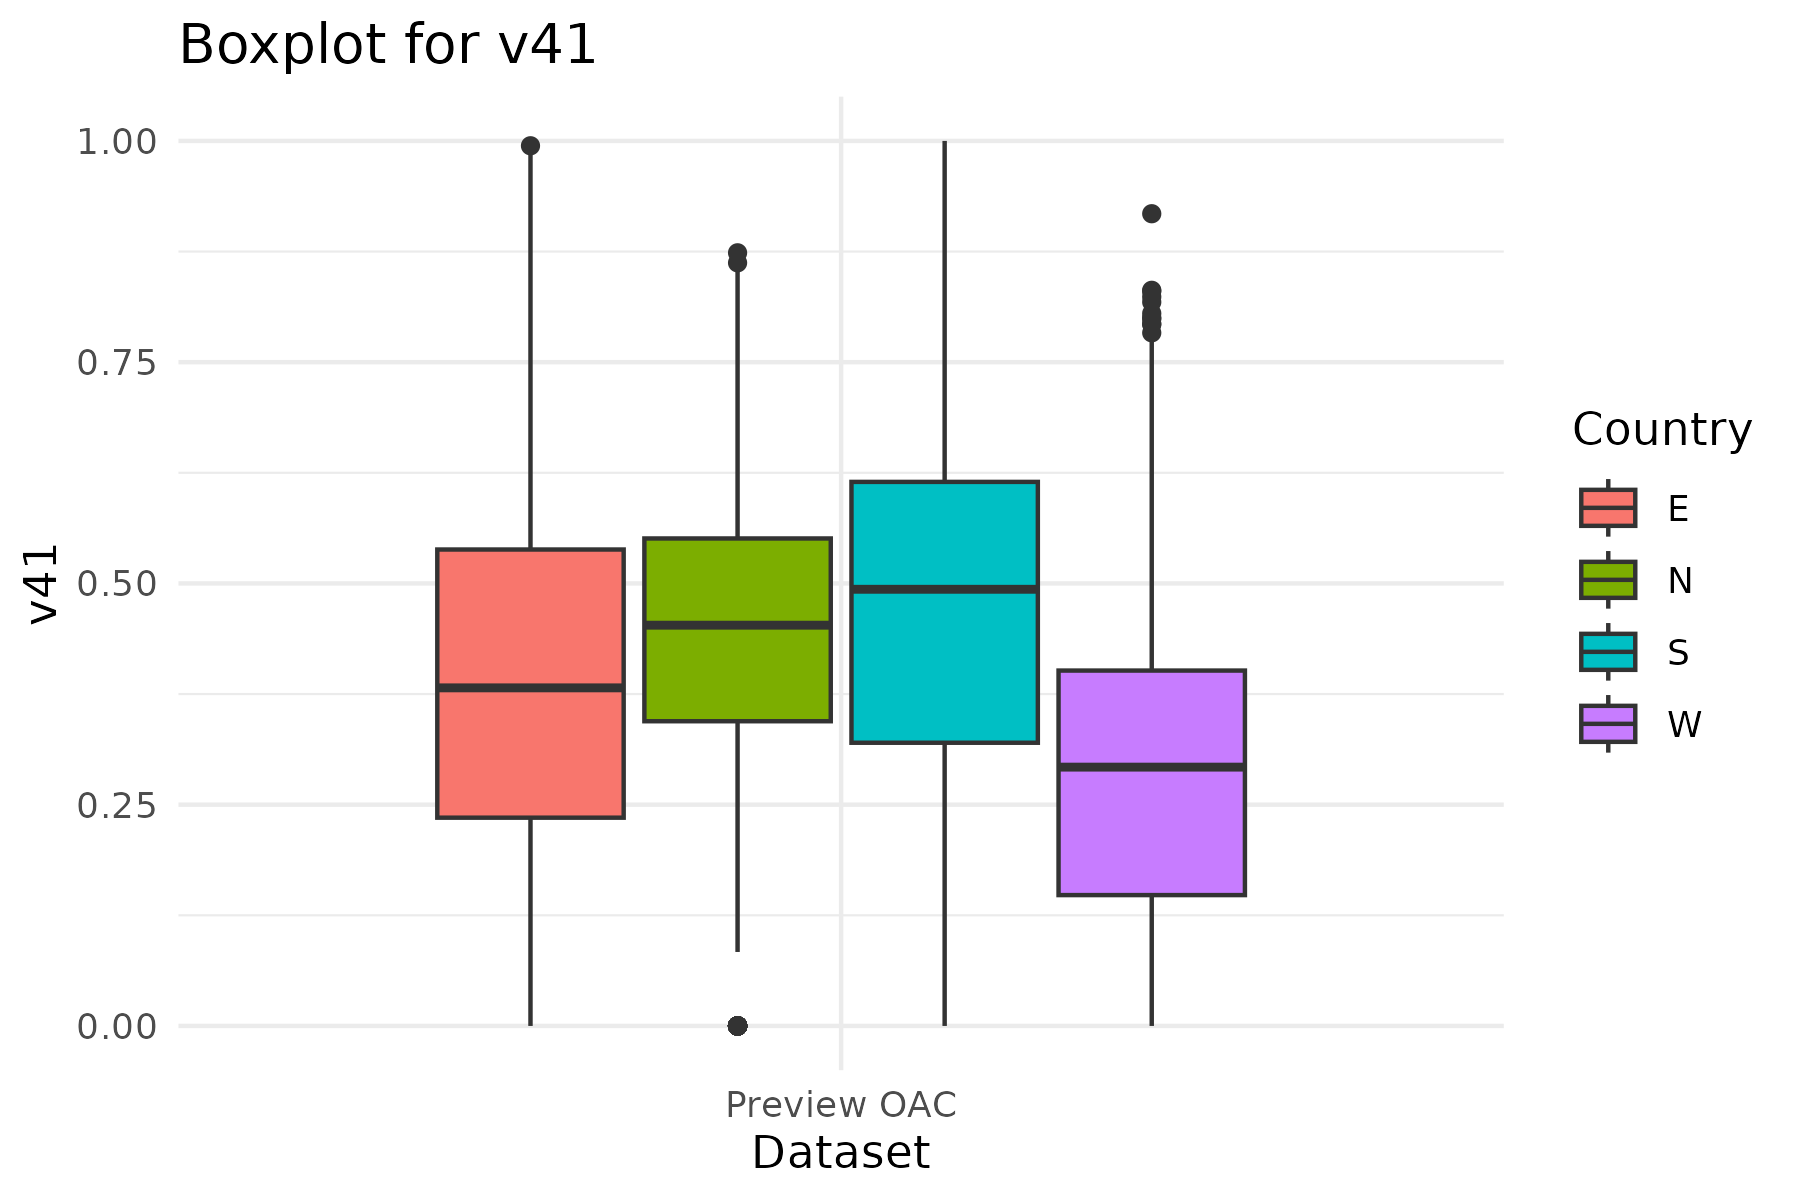 Boxplot for v41
v41
1.00
0.75
0.50
0.25
0.00
Preview OAC
Dataset
Country
E
N
S
W